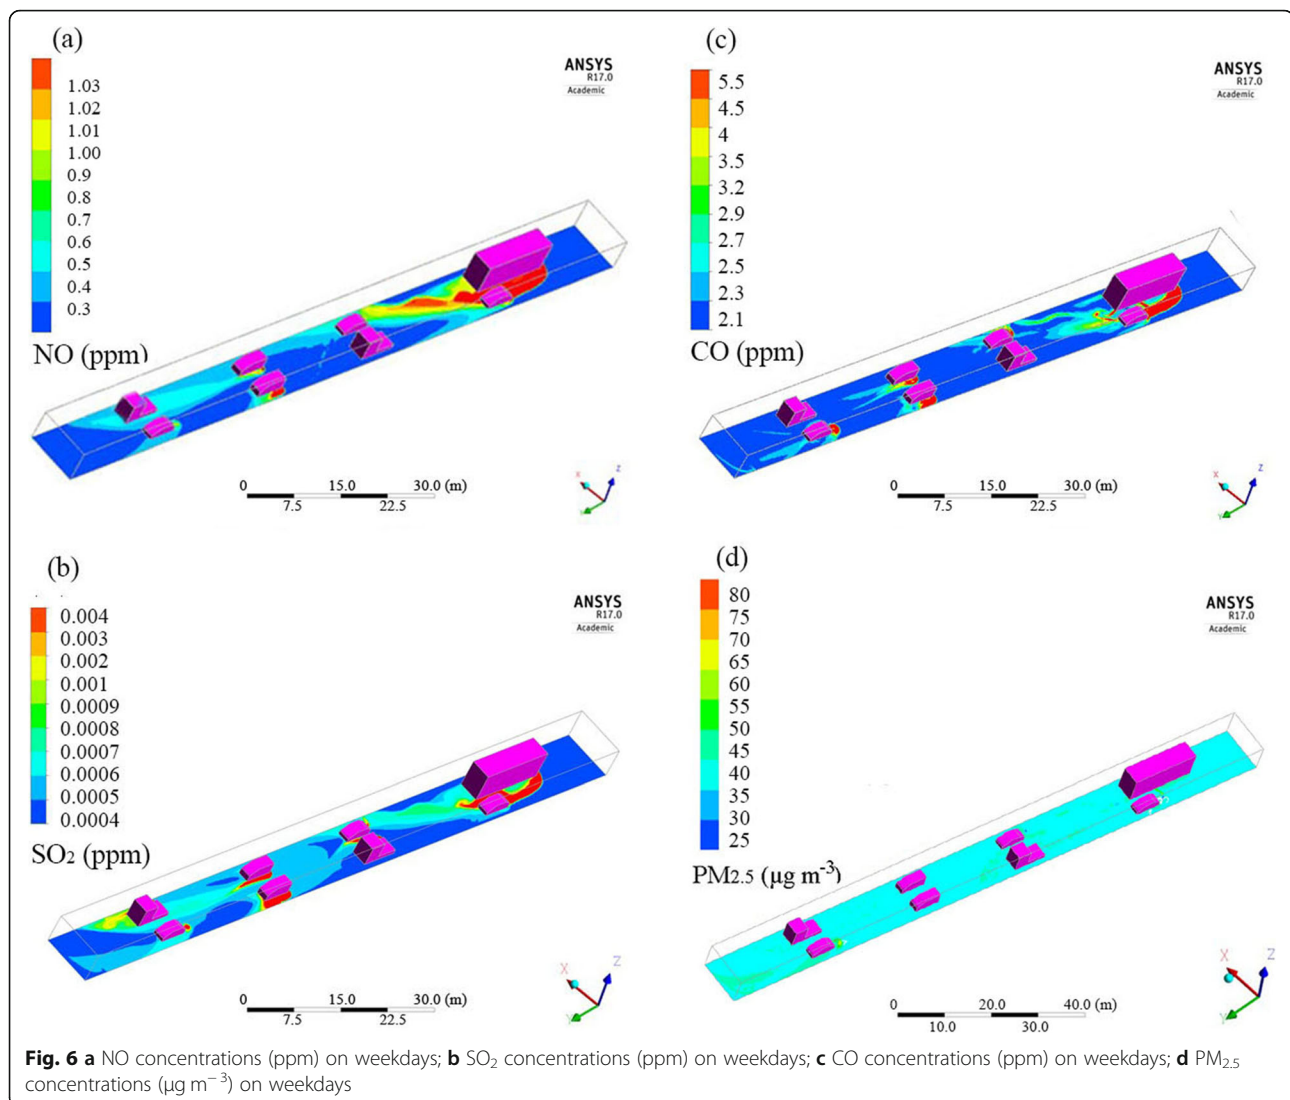 (a)
1.03
1.02
1.01
1.00
0.9
0.8
0.7
0.6
0.5
0.4
0.3
NO (ppm)
ANSYS
R17.0
Academic
0 15.0 30.0 (m)
7.5 22.5
x z
Y
(c)
5.5
4.5
4
3.5
3.2
2.9
2.7
2.5
2.3
2.1
CO (ppm)
ANSYS
R17.0
Academic
0 15.0 30.0 (m)
7.5 22.5
x z
Y
(b)
0.004
0.003
0.002
0.001
0.0009
0.0008
0.0007
0.0006
0.0005
0.0004
SO₂ (ppm)
ANSYS
R17.0
Academic
0 15.0 30.0 (m)
7.5 22.5
X Z
Y
(d)
80
75
70
65
60
55
50
45
40
35
30
25
PM2.5 (µg m⁻³)
ANSYS
R17.0
Academic
0 20.0 40.0 (m)
10.0 30.0
X Z
Y
Fig. 6 a NO concentrations (ppm) on weekdays; b SO₂ concentrations (ppm) on weekdays; c CO concentrations (ppm) on weekdays; d PM₂.₅
concentrations (µg m⁻³) on weekdays